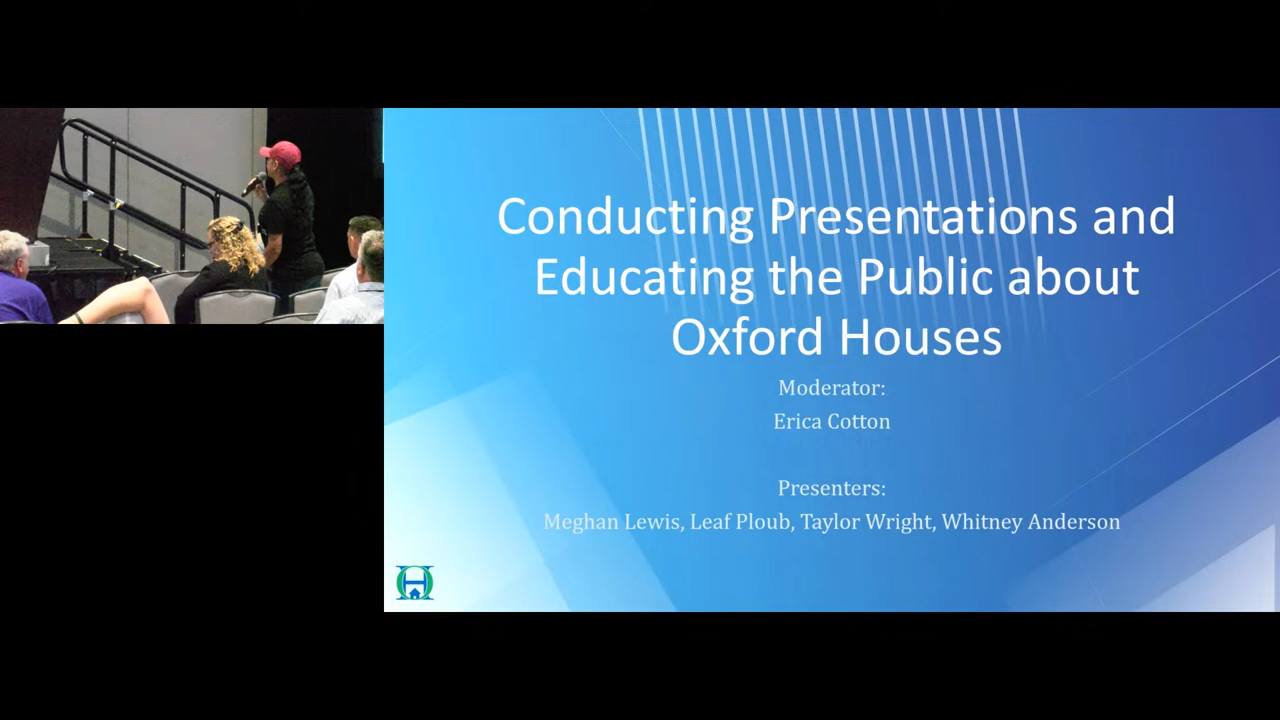 Conducting Presentations and
Educating the Public about
Oxford Houses
Moderator:
Erica Cotton
Presenters:
Meghan Lewis, Leaf Ploub, Taylor Wright, Whitney Anderson